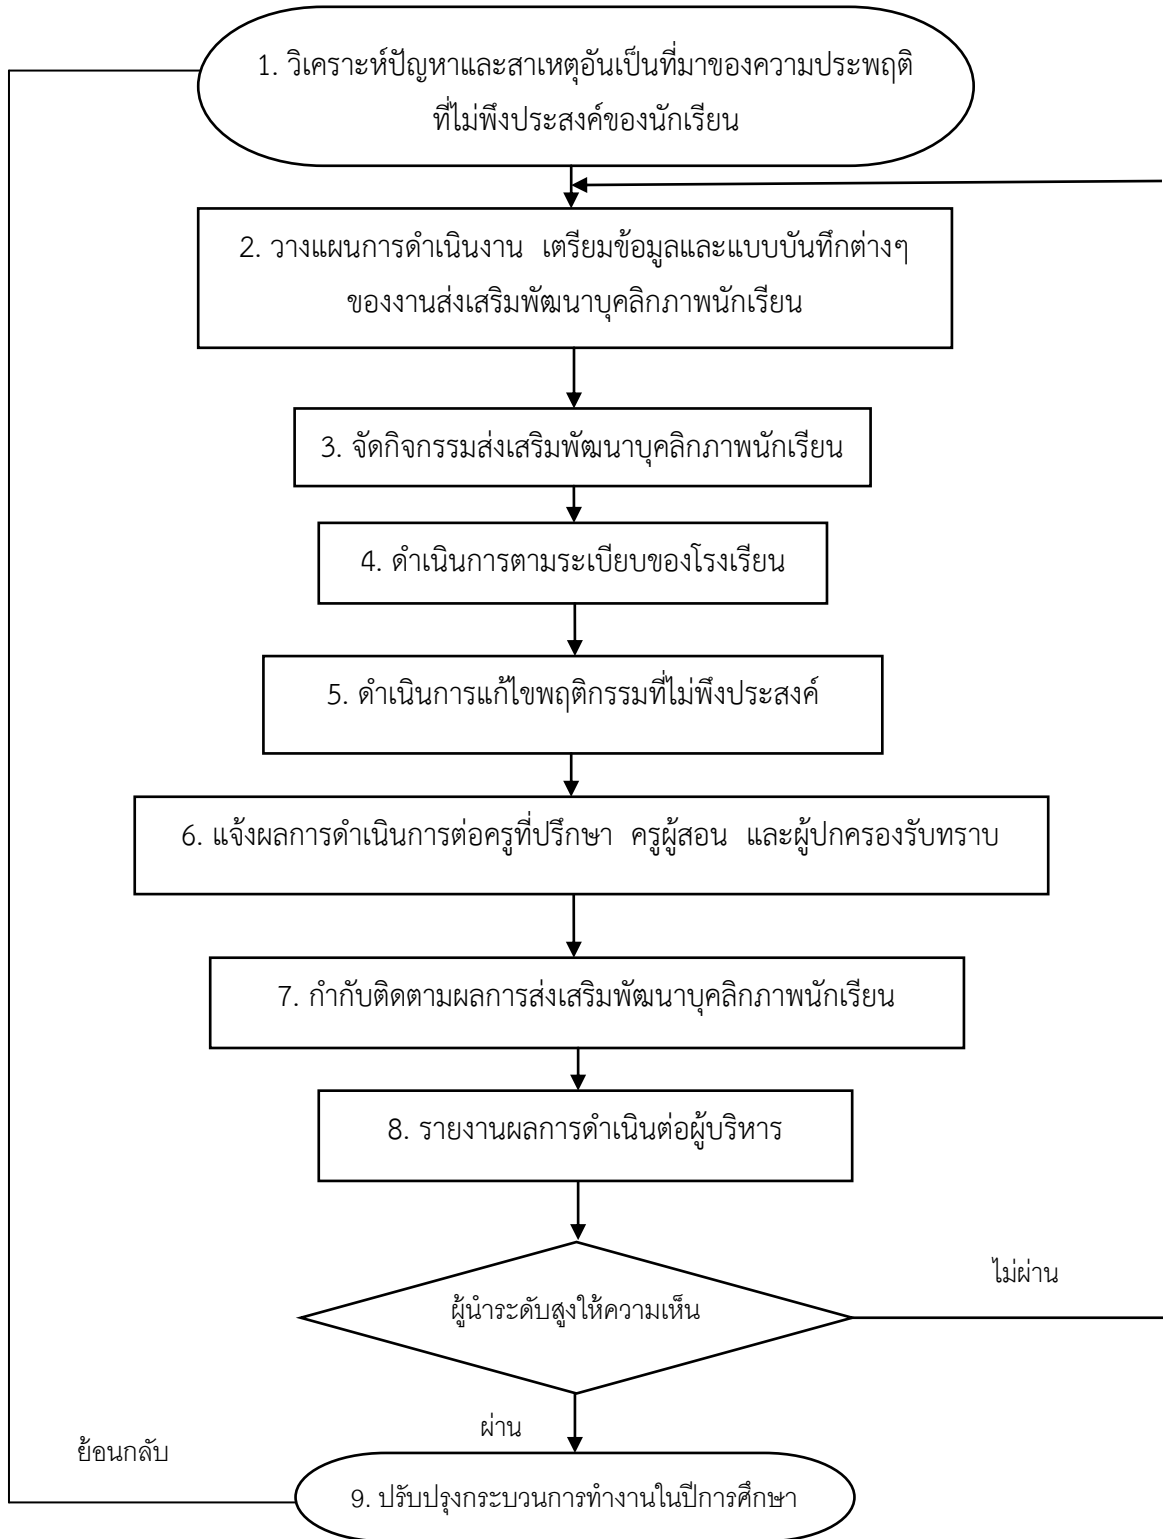 1. วิเคราะห์ปัญหาและสาเหตุอันเป็นที่มาของความประพฤติ
ที่ไม่พึงประสงค์ของนักเรียน
2. วางแผนการดำเนินงาน เตรียมข้อมูลและแบบบันทึกต่างๆ
ของงานส่งเสริมพัฒนาบุคลิกภาพนักเรียน
3. จัดกิจกรรมส่งเสริมพัฒนาบุคลิกภาพนักเรียน
4. ดำเนินการตามระเบียบของโรงเรียน
5. ดำเนินการแก้ไขพฤติกรรมที่ไม่พึงประสงค์
6. แจ้งผลการดำเนินการต่อครูที่ปรึกษา ครูผู้สอน และผู้ปกครองรับทราบ
7. กำกับติดตามผลการส่งเสริมพัฒนาบุคลิกภาพนักเรียน
8. รายงานผลการดำเนินต่อผู้บริหาร
ไม่ผ่าน
ผู้นำระดับสูงให้ความเห็น
ผ่าน
ย้อนกลับ
9. ปรับปรุงกระบวนการทำงานในปีการศึกษา